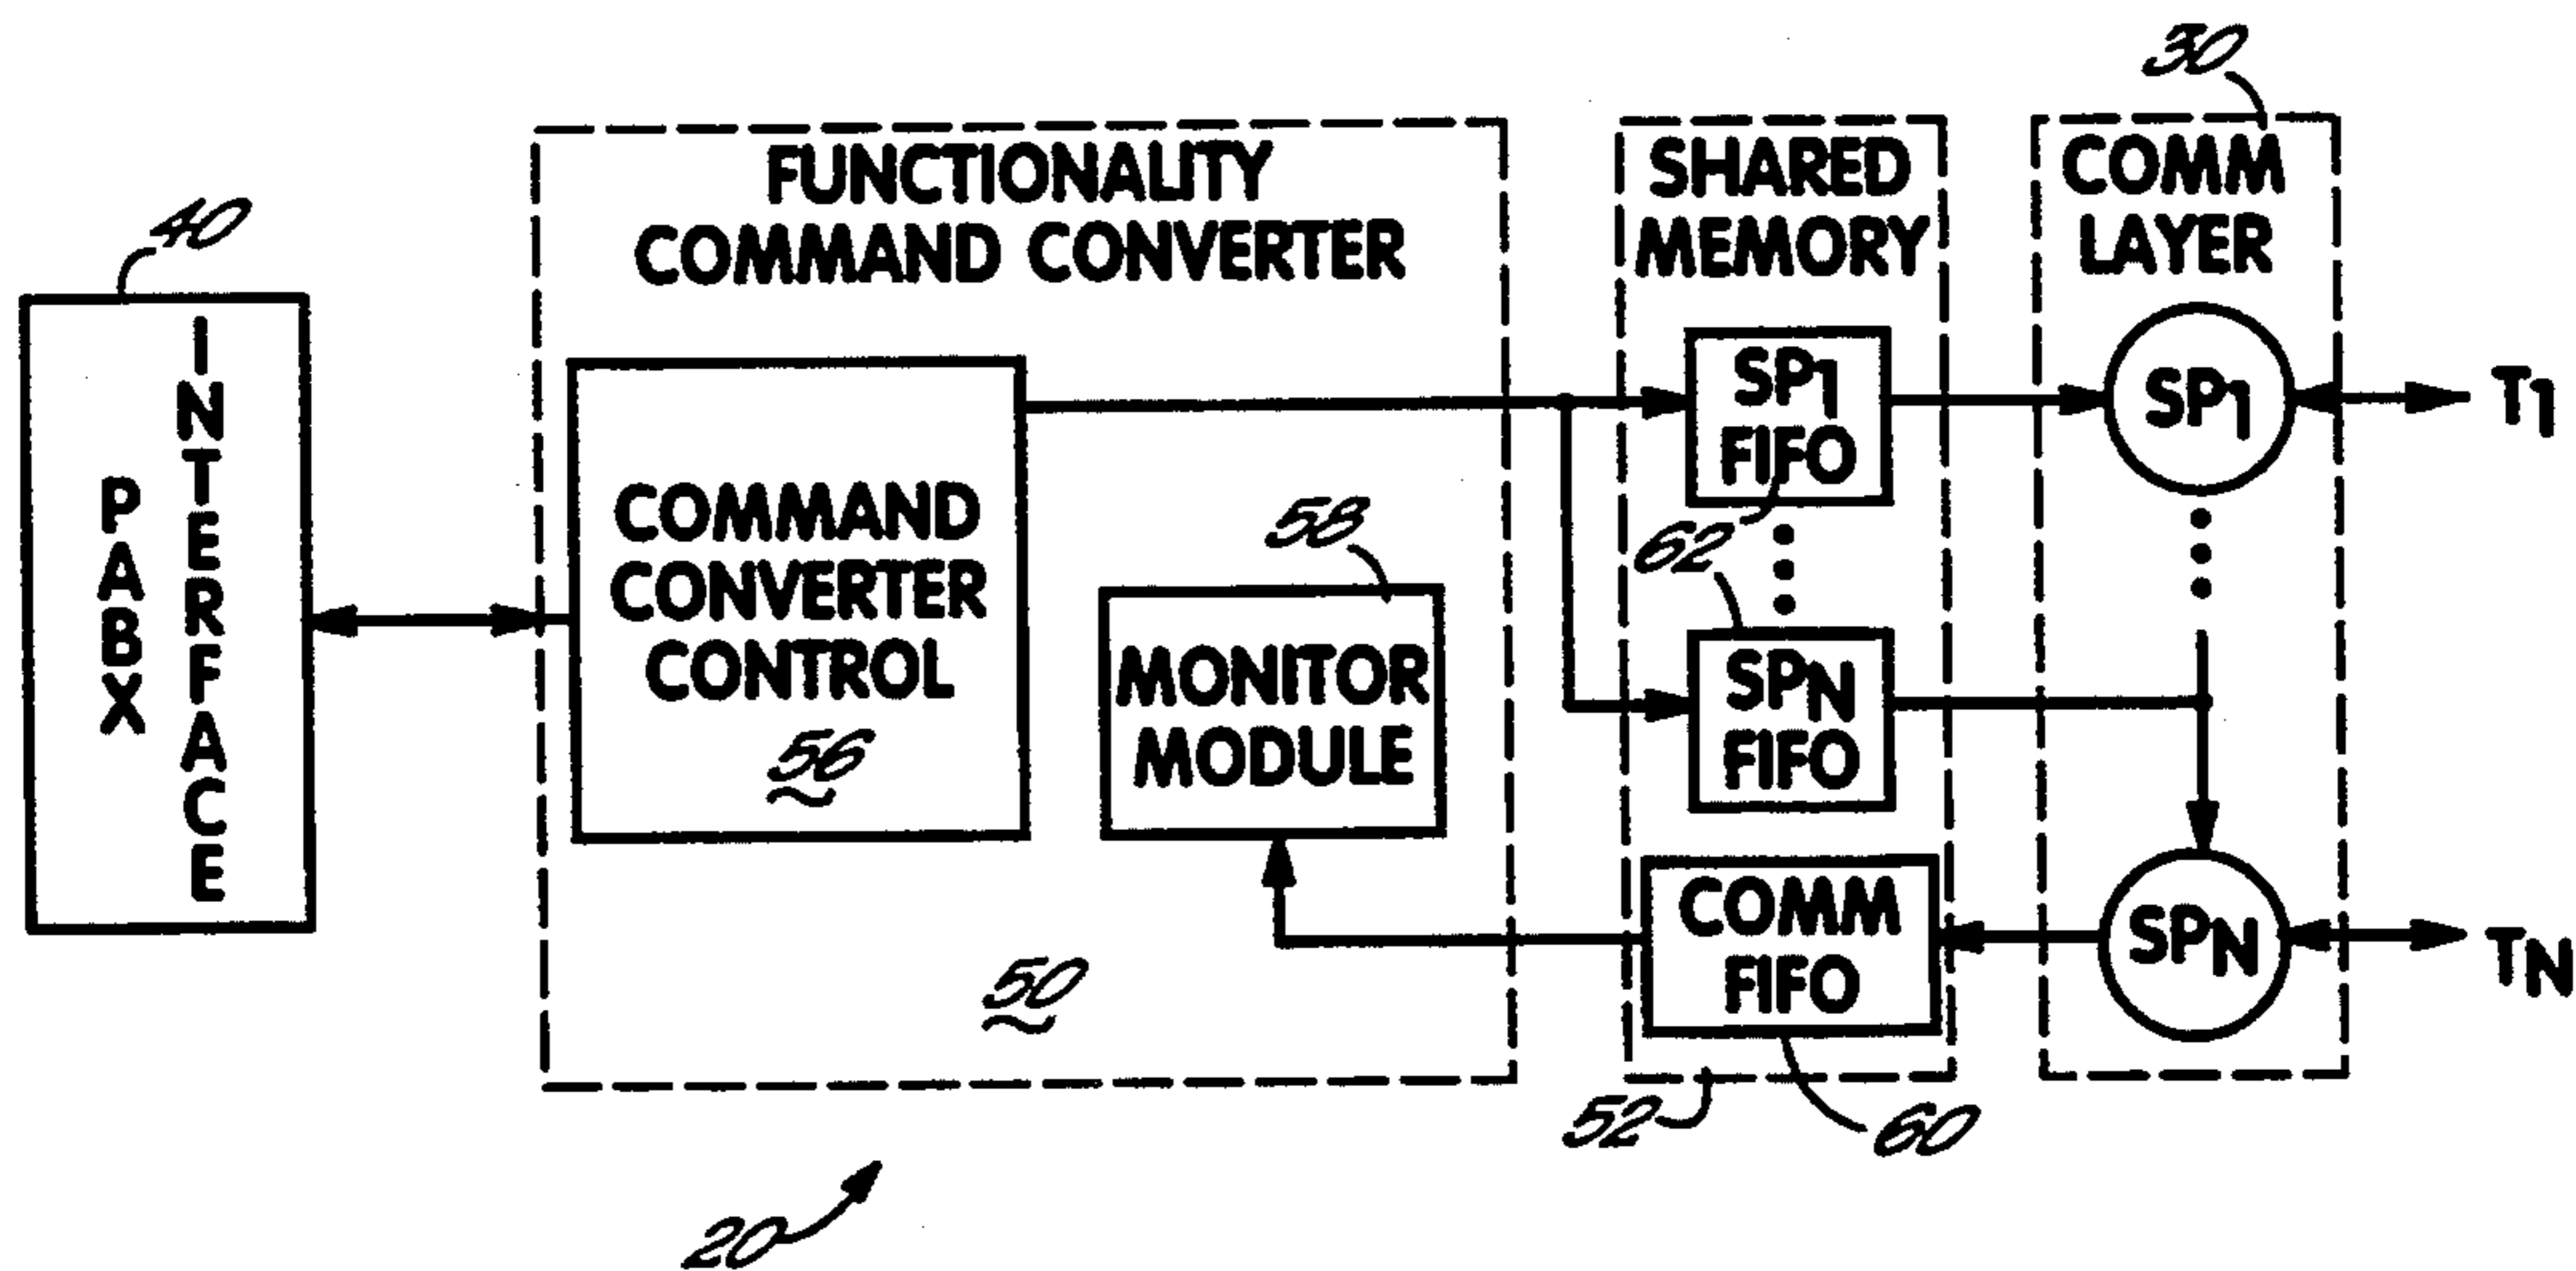 30
40
FUNCTIONALITY
COMMAND CONVERTER
SHARED
MEMORY
COMM
LAYER
PABX
INTERFACE
COMMAND
CONVERTER
CONTROL
56
58
MONITOR
MODULE
50
SP1
FIFO
62
SPN
FIFO
COMM
FIFO
SP1
T1
SPN
TN
52
60
20